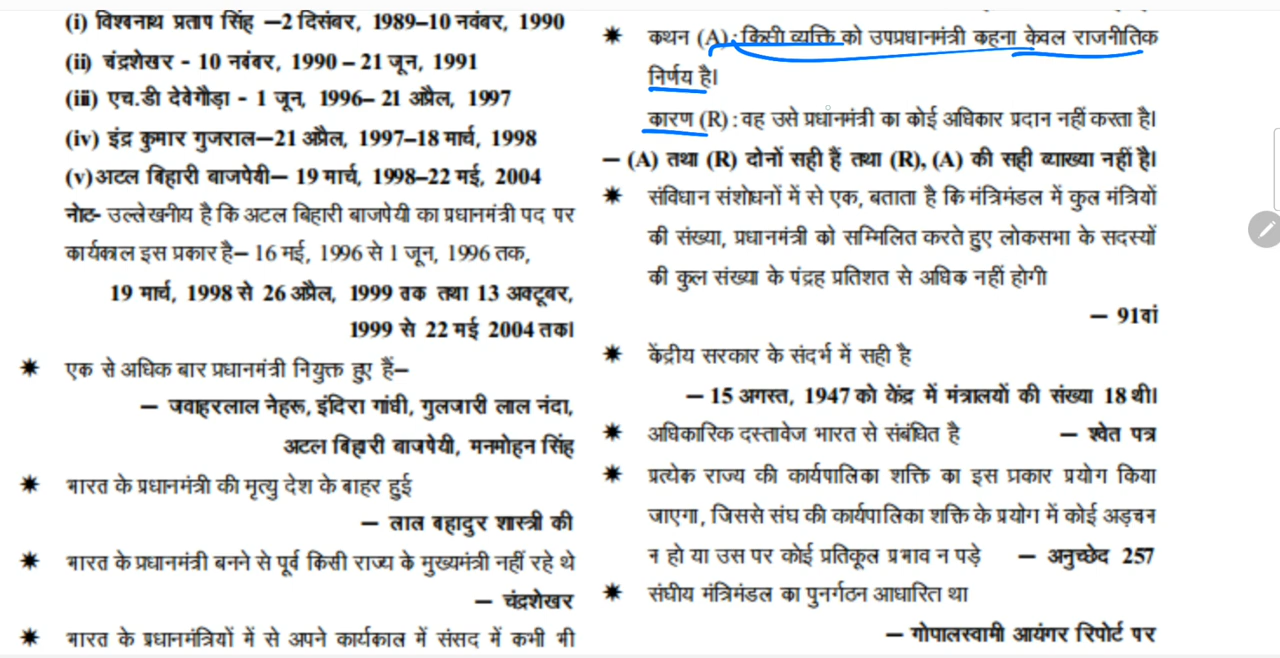 (i) विश्वनाथ प्रताप सिंह –2 दिसंबर, 1989–10 नवंबर, 1990
(ii) चंद्रशेखर - 10 नवंबर, 1990 – 21 जून, 1991
(iii) एच.डी देवेगौड़ा - 1 जून, 1996– 21 अप्रैल, 1997
(iv) इंद्र कुमार गुजराल–21 अप्रैल, 1997–18 मार्च, 1998
(v)अटल बिहारी बाजपेयी– 19 मार्च, 1998–22 मई, 2004
नोट- उल्लेखनीय है कि अटल बिहारी बाजपेयी का प्रधानमंत्री पद पर
कार्यकाल इस प्रकार है– 16 मई, 1996 से 1 जून, 1996 तक,
19 मार्च, 1998 से 26 अप्रैल, 1999 तक तथा 13 अक्टूबर,
1999 से 22 मई 2004 तक।
✷ एक से अधिक बार प्रधानमंत्री नियुक्त हुए हैं–
– जवाहरलाल नेहरू, इंदिरा गांधी, गुलजारी लाल नंदा,
अटल बिहारी बाजपेयी, मनमोहन सिंह
✷ भारत के प्रधानमंत्री की मृत्यु देश के बाहर हुई
– लाल बहादुर शास्त्री की
✷ भारत के प्रधानमंत्री बनने से पूर्व किसी राज्य के मुख्यमंत्री नहीं रहे थे
– चंद्रशेखर
✷ भारत के प्रधानमंत्रियों में से अपने कार्यकाल में संसद में कभी भी
✷ कथन (A) : किसी व्यक्ति को उपप्रधानमंत्री कहना केवल राजनीतिक
निर्णय है।
कारण (R) : वह उसे प्रधानमंत्री का कोई अधिकार प्रदान नहीं करता है।
– (A) तथा (R) दोनों सही हैं तथा (R), (A) की सही व्याख्या नहीं है।
✷ संविधान संशोधनों में से एक, बताता है कि मंत्रिमंडल में कुल मंत्रियों
की संख्या, प्रधानमंत्री को सम्मिलित करते हुए लोकसभा के सदस्यों
की कुल संख्या के पंद्रह प्रतिशत से अधिक नहीं होगी
– 91वां
✷ केंद्रीय सरकार के संदर्भ में सही है
– 15 अगस्त, 1947 को केंद्र में मंत्रालयों की संख्या 18 थी।
✷ अधिकारिक दस्तावेज भारत से संबंधित है – श्वेत पत्र
✷ प्रत्येक राज्य की कार्यपालिका शक्ति का इस प्रकार प्रयोग किया
जाएगा, जिससे संघ की कार्यपालिका शक्ति के प्रयोग में कोई अड़चन
न हो या उस पर कोई प्रतिकूल प्रभाव न पड़े – अनुच्छेद 257
✷ संघीय मंत्रिमंडल का पुनर्गठन आधारित था
– गोपालस्वामी आयंगर रिपोर्ट पर